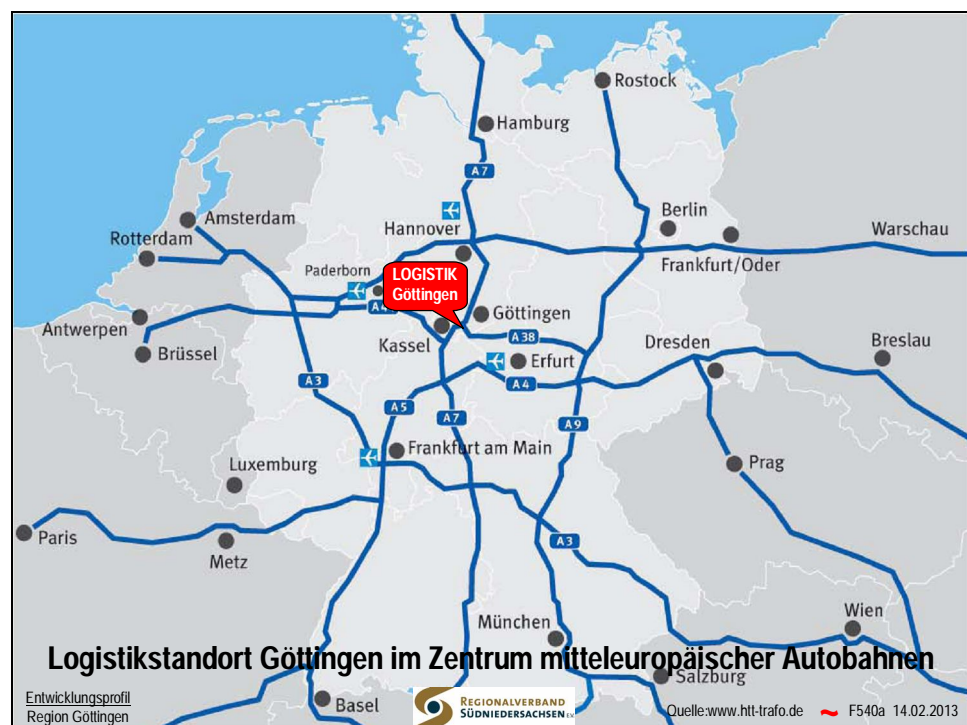 Rostock
Hamburg
A7
Berlin
Amsterdam
Hannover
Warschau
Rotterdam
Frankfurt/Oder
Paderborn
LOGISTIK
Göttingen
Göttingen
Antwerpen
Kassel
A38
Dresden
Brüssel
Erfurt
Breslau
A3
A4
A5
A7
A9
Frankfurt am Main
Luxemburg
Prag
Paris
A3
Metz
Wien
München
Logistikstandort Göttingen im Zentrum mitteleuropäischer Autobahnen
Salzburg
Basel
Entwicklungsprofil
Region Göttingen
REGIONALVERBAND
SÜDNIEDERSACHSEN E.V.
Quelle:www.htt-trafo.de ~ F540a 14.02.2013